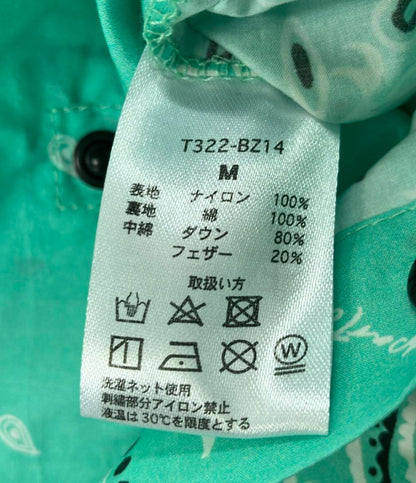 T322-BZ14
M
表地 ナイロン 100%
裏地 綿 100%
中綿 ダウン 80%
フェザー 20%
取扱い方
W
洗濯ネット使用
刺繍部分アイロン禁止
液温は30℃を限度とする